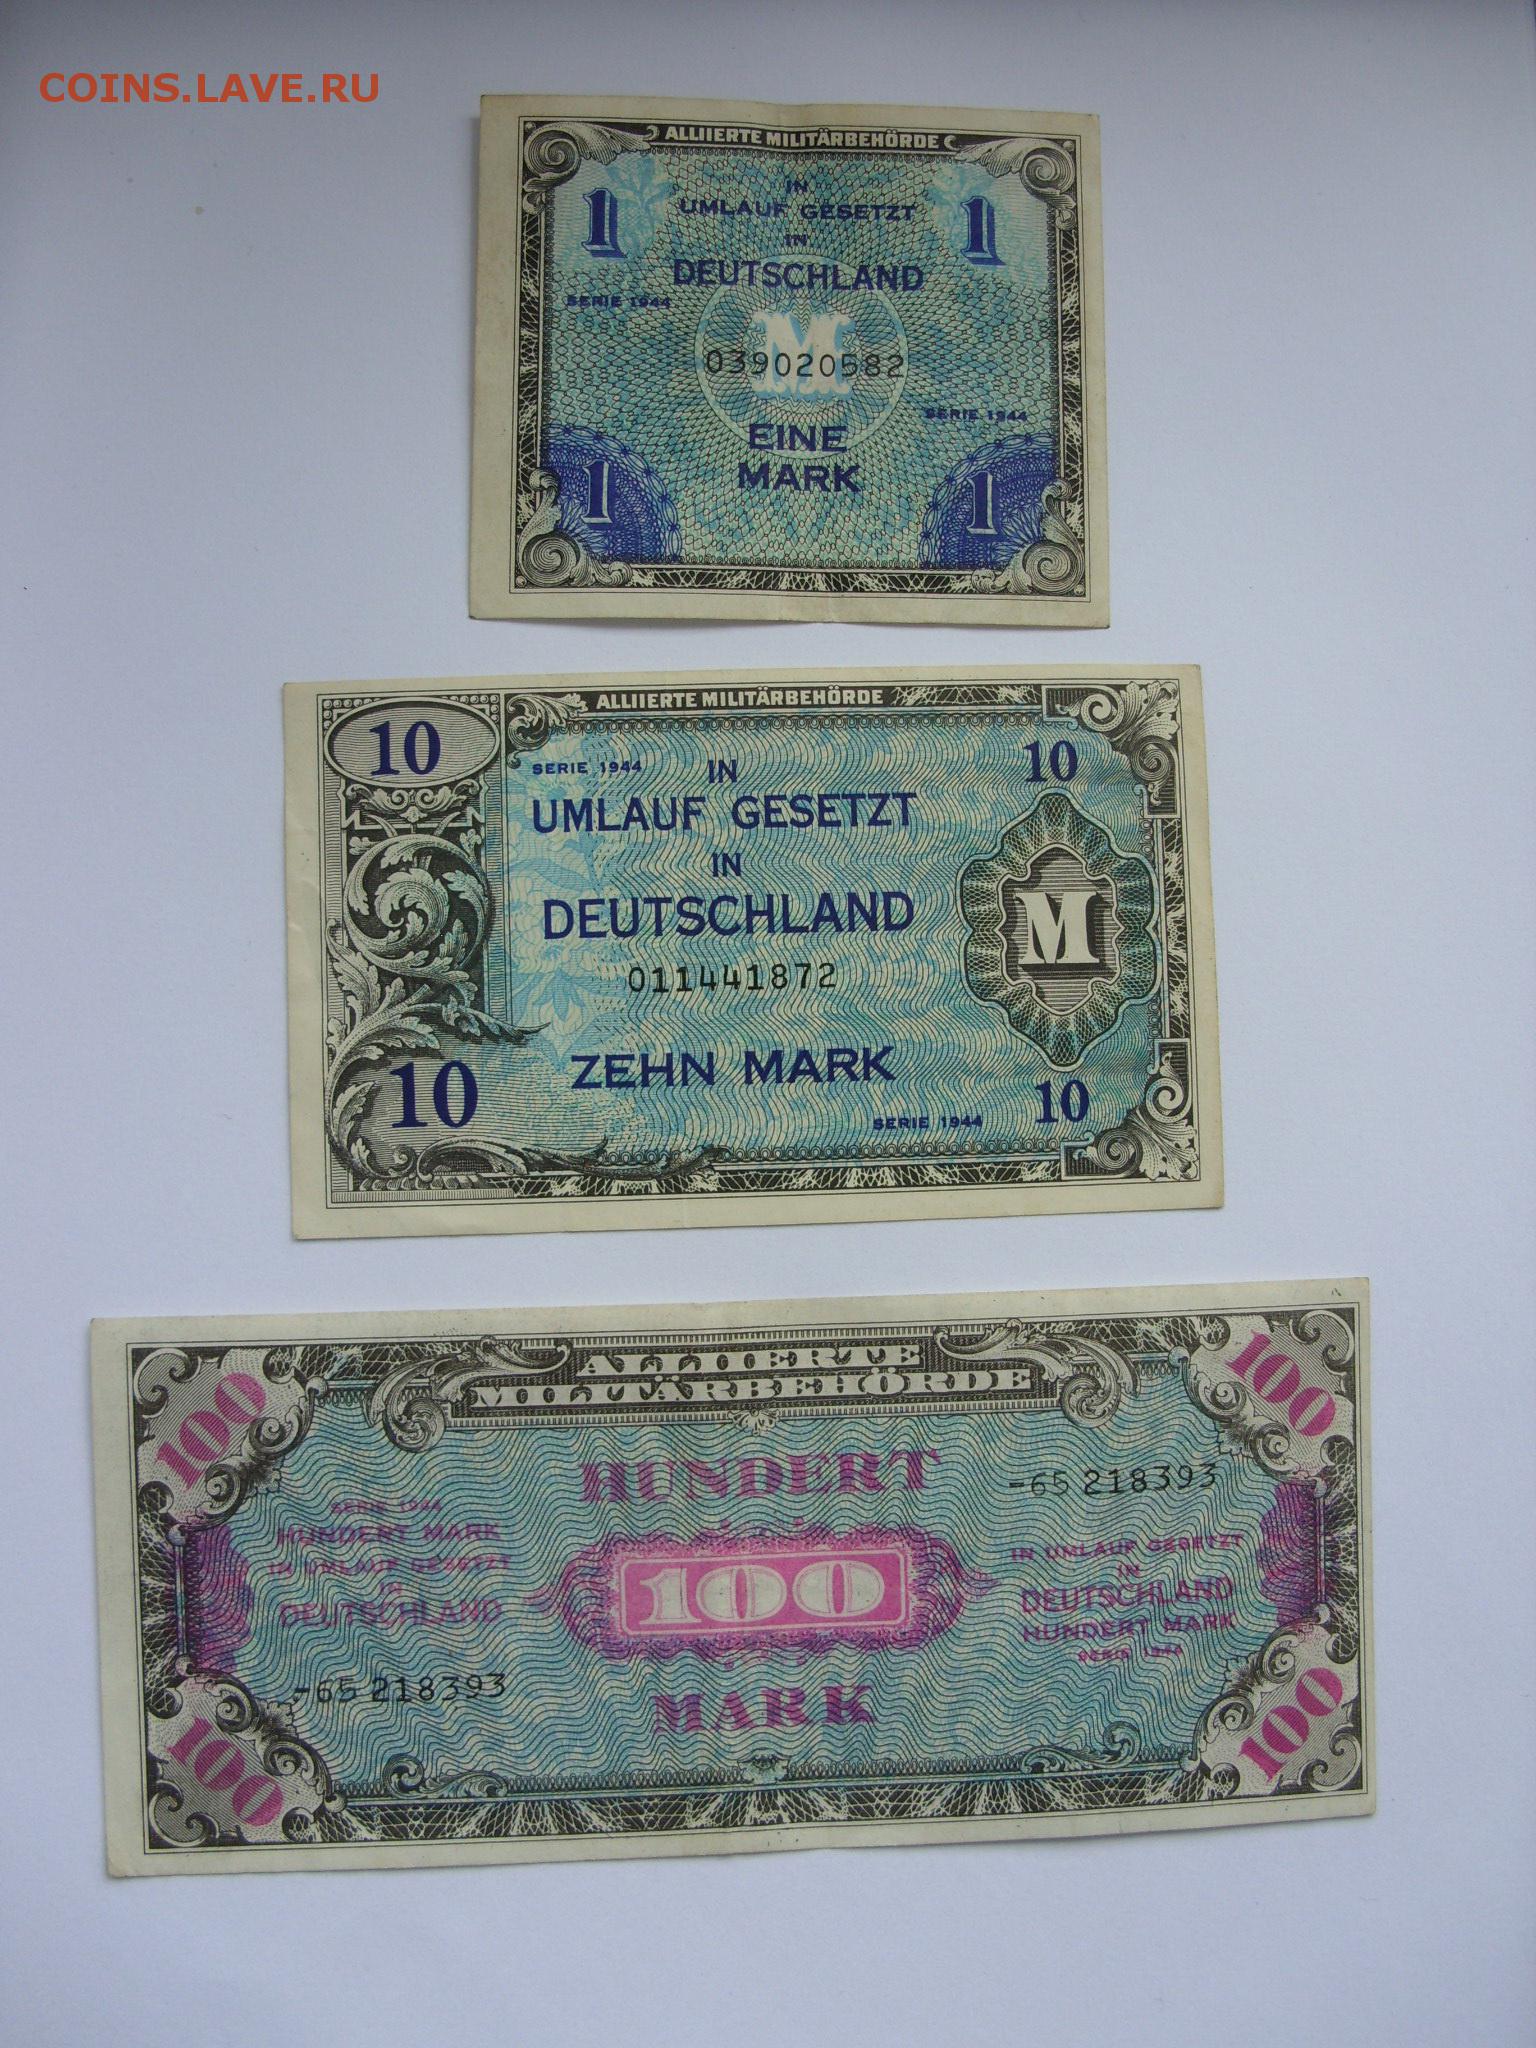 COINS.LAVE.RU
ALLIIERTE MILITÄRBEHÖRDE
IN
1 UMLAUF GESETZT 1
IN
DEUTSCHLAND
SERIE 1944
M
039020582
SERIE 1944
EINE
1 MARK 1
ALLIIERTE MILITÄRBEHÖRDE
10 SERIE 1944 IN 10
UMLAUF GESETZT
IN
DEUTSCHLAND M
011441872
ZEHN MARK
10 SERIE 1944 10
ALLIIERTE
MILITÄRBEHÖRDE
100 100
HUNDERT
-65 218393
SERIE 1944
HUNDERT MARK
IN UMLAUF GESETZT
IN
DEUTSCHLAND
100
IN UMLAUF GESETZT
IN
DEUTSCHLAND
HUNDERT MARK
SERIE 1944
-65 218393
MARK
100 100